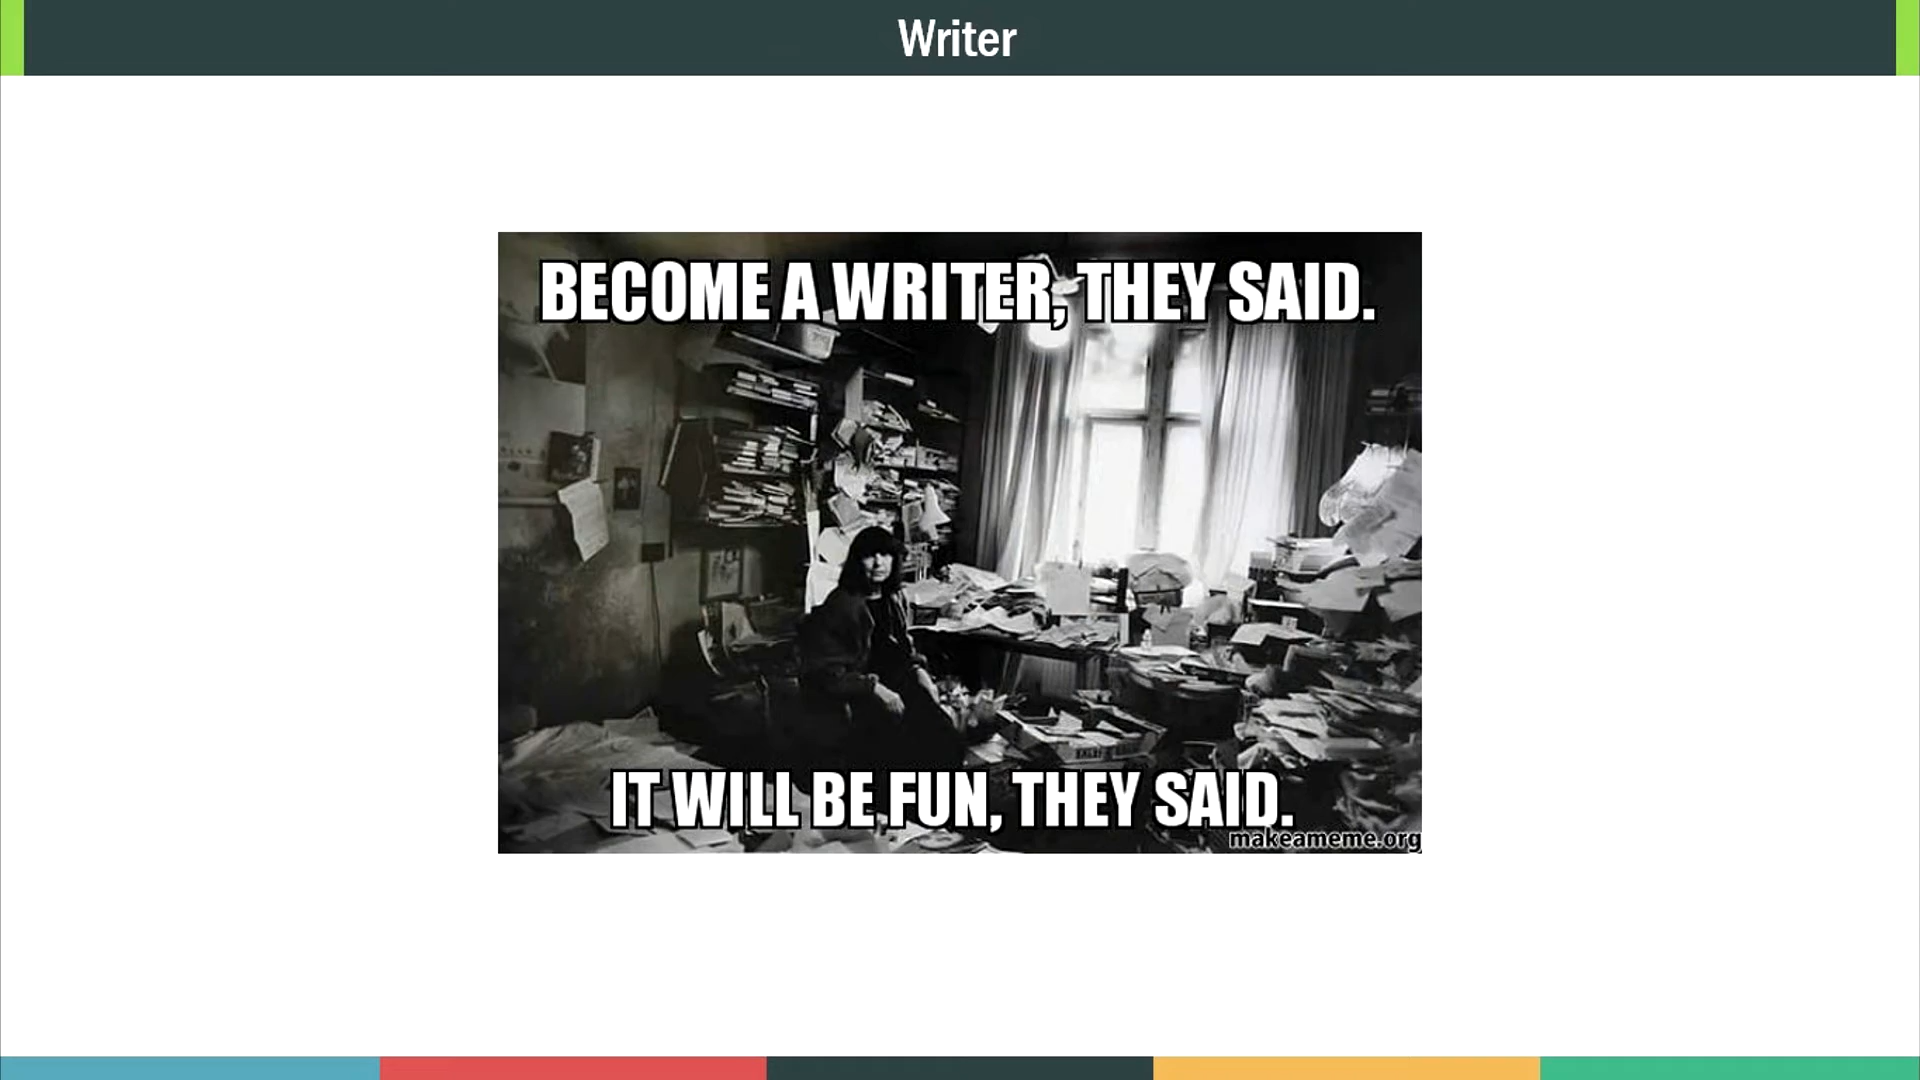 Writer
BECOME A WRITER, THEY SAID.
IT WILL BE FUN, THEY SAID.
makeameme.org